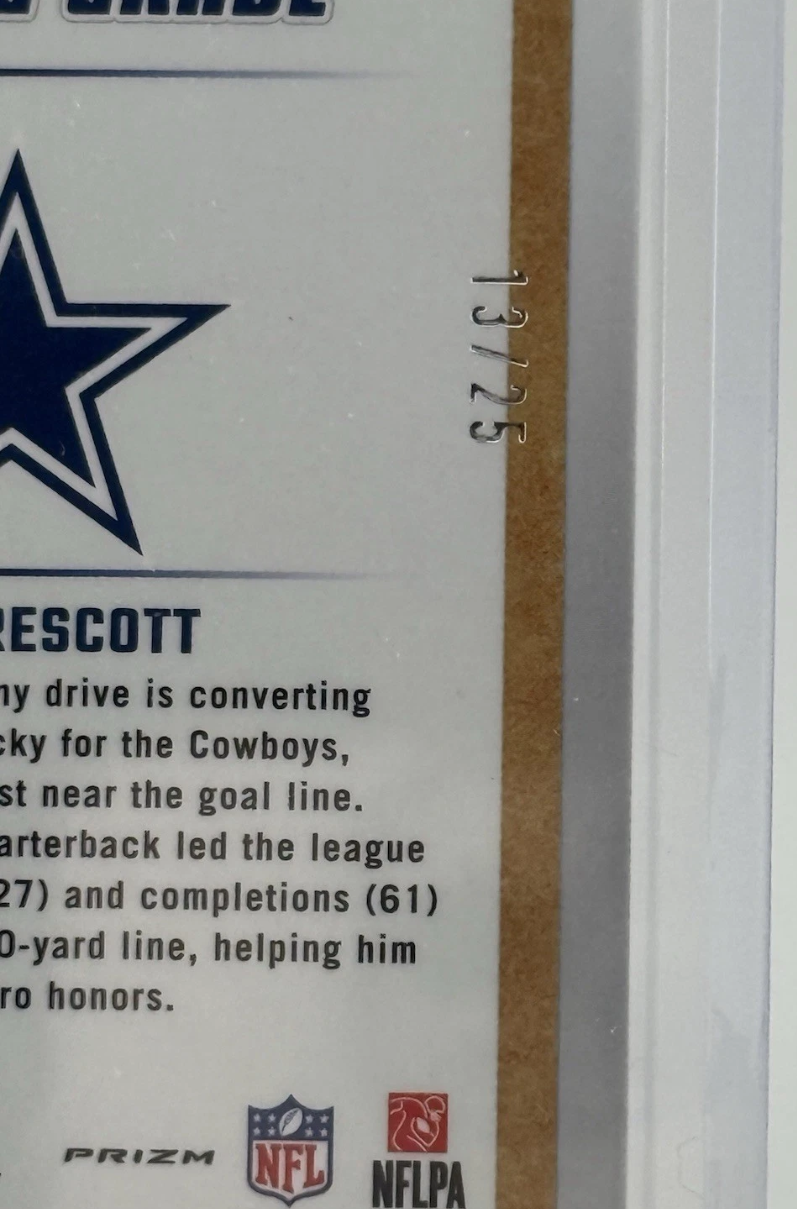 13/25
RESCOTT
ny drive is converting
cky for the Cowboys,
st near the goal line.
arterback led the league
27) and completions (61)
0-yard line, helping him
ro honors.
PRIZM
NFL
NFLPA